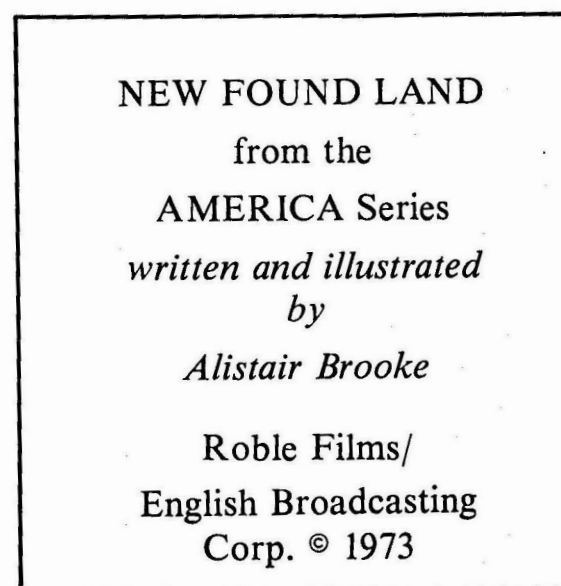 NEW FOUND LAND
from the
AMERICA Series
written and illustrated
by
Alistair Brooke
Roble Films/
English Broadcasting
Corp. © 1973